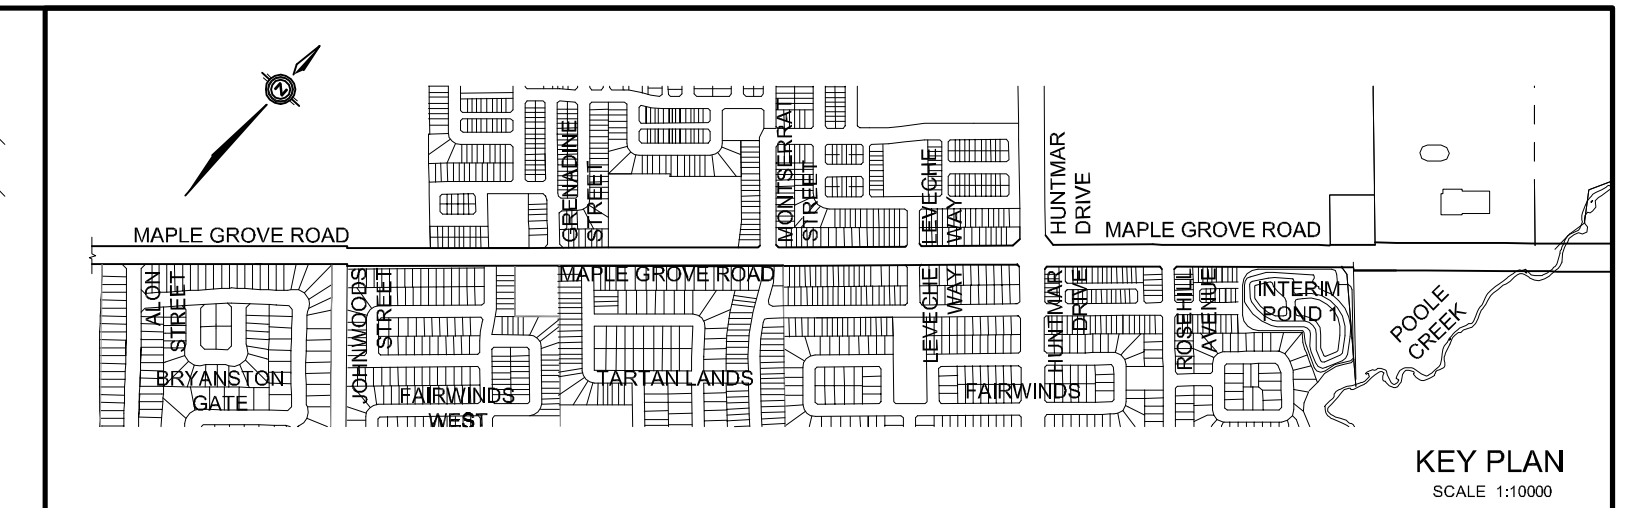 N
GRENADINE
STREET
MONTSERRAT
STREET
LEVECHE
WAY
HUNTMAR
DRIVE
MAPLE GROVE ROAD
MAPLE GROVE ROAD
MAPLE GROVE ROAD
ALON
STREET
JOHNWOODS
STREET
LEVECHE
WAY
HUNTMAR
DRIVE
ROSEHILL
AVENUE
INTERIM
POND 1
POOLE
CREEK
BRYANSTON
GATE
FAIRWINDS
WEST
TARTAN LANDS
FAIRWINDS
KEY PLAN
SCALE 1:10000